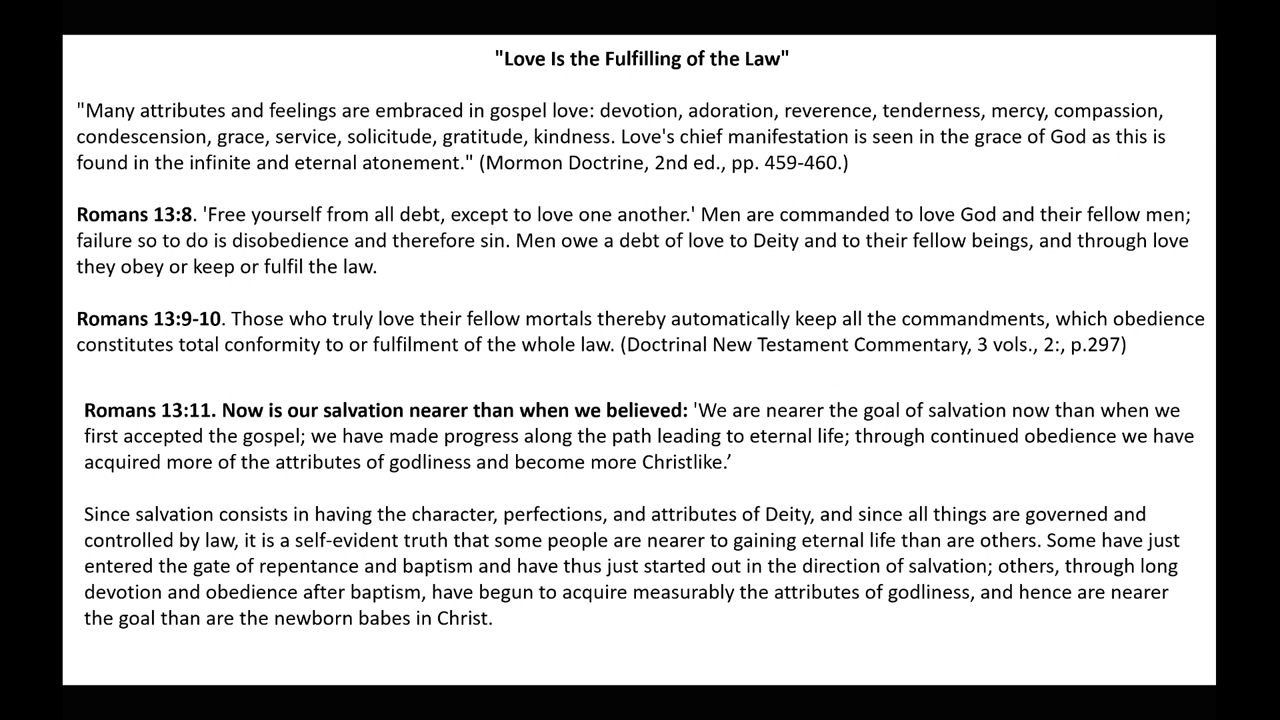 "Love Is the Fulfilling of the Law"
"Many attributes and feelings are embraced in gospel love: devotion, adoration, reverence, tenderness, mercy, compassion,
condescension, grace, service, solicitude, gratitude, kindness. Love's chief manifestation is seen in the grace of God as this is
found in the infinite and eternal atonement." (Mormon Doctrine, 2nd ed., pp. 459-460.)
Romans 13:8. 'Free yourself from all debt, except to love one another.' Men are commanded to love God and their fellow men;
failure so to do is disobedience and therefore sin. Men owe a debt of love to Deity and to their fellow beings, and through love
they obey or keep or fulfil the law.
Romans 13:9-10. Those who truly love their fellow mortals thereby automatically keep all the commandments, which obedience
constitutes total conformity to or fulfilment of the whole law. (Doctrinal New Testament Commentary, 3 vols., 2:, p.297)
Romans 13:11. Now is our salvation nearer than when we believed: 'We are nearer the goal of salvation now than when we
first accepted the gospel; we have made progress along the path leading to eternal life; through continued obedience we have
acquired more of the attributes of godliness and become more Christlike.’
Since salvation consists in having the character, perfections, and attributes of Deity, and since all things are governed and
controlled by law, it is a self-evident truth that some people are nearer to gaining eternal life than are others. Some have just
entered the gate of repentance and baptism and have thus just started out in the direction of salvation; others, through long
devotion and obedience after baptism, have begun to acquire measurably the attributes of godliness, and hence are nearer
the goal than are the newborn babes in Christ.